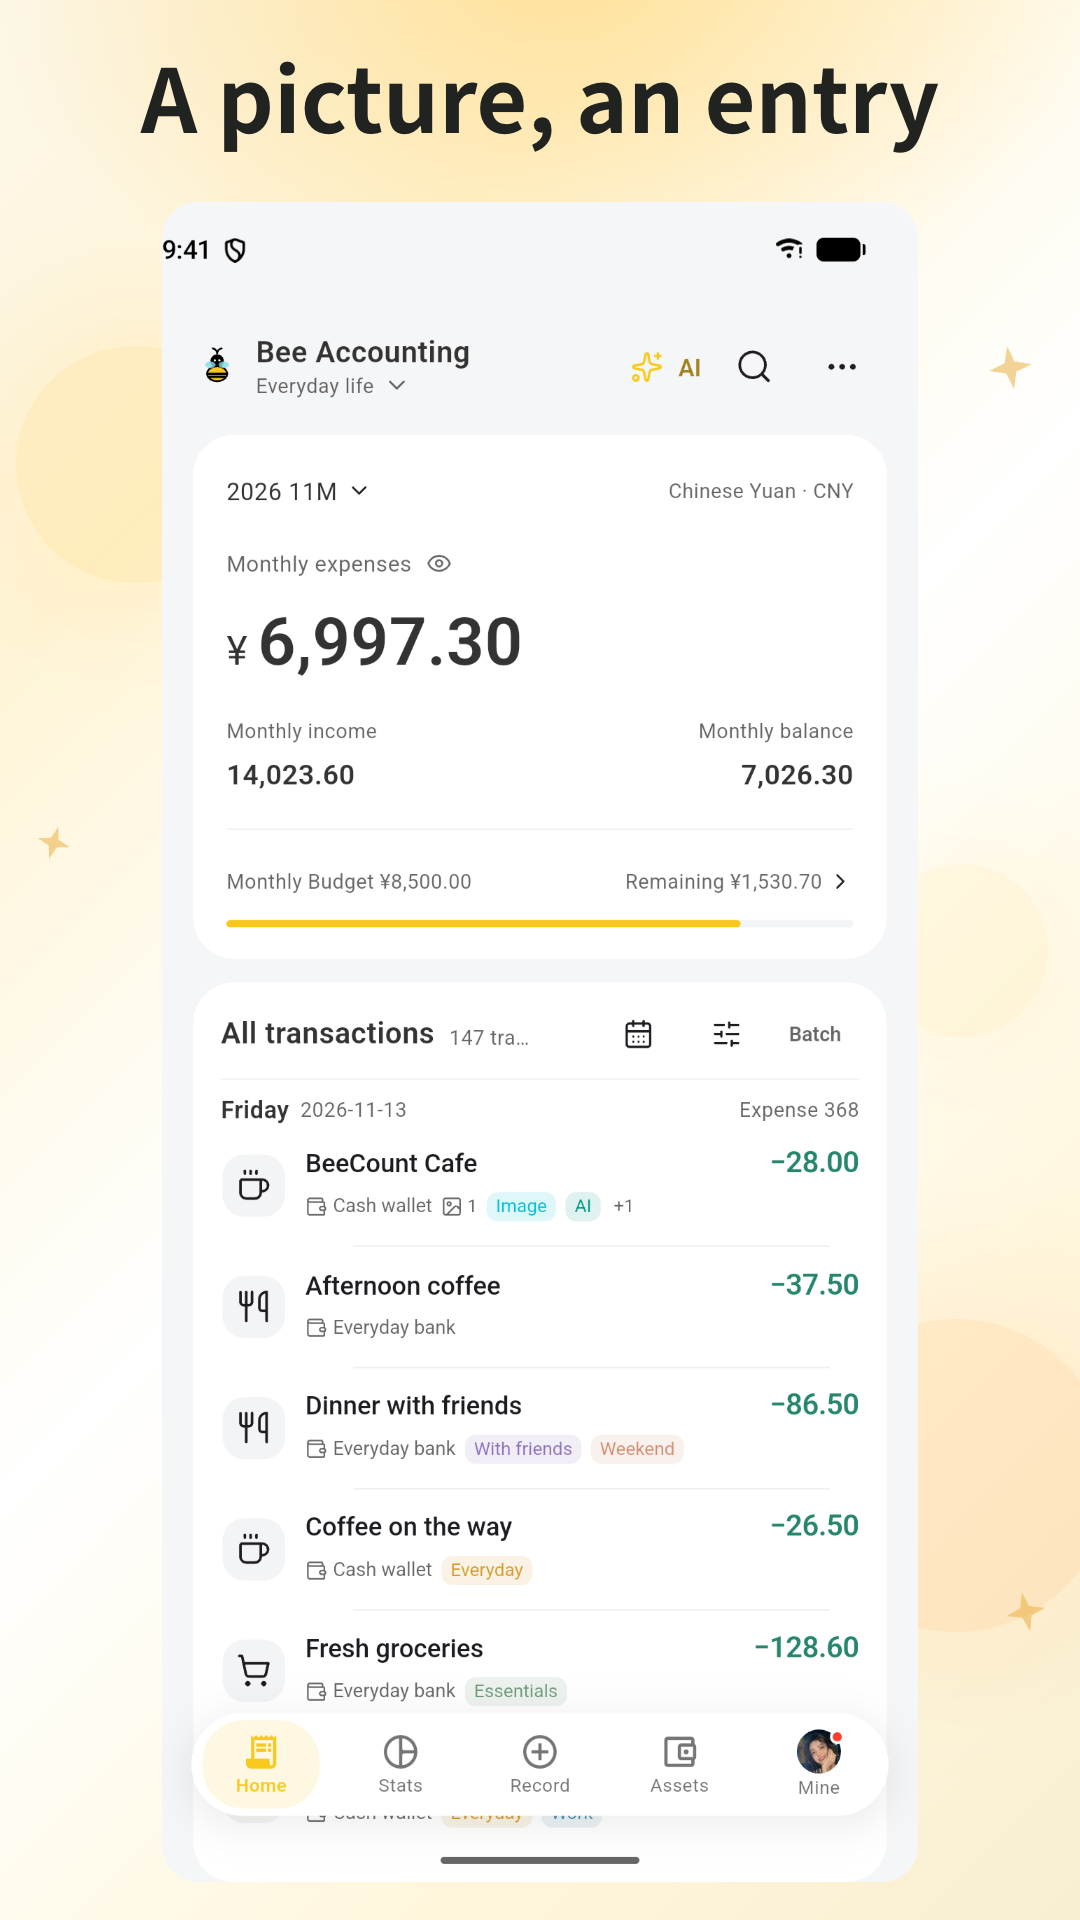 A picture, an entry
9:41
Bee Accounting
Everyday life
AI
2026 11M
Chinese Yuan · CNY
Monthly expenses
¥ 6,997.30
Monthly income
Monthly balance
14,023.60
7,026.30
Monthly Budget ¥8,500.00
Remaining ¥1,530.70
All transactions 147 tra...
Batch
Friday 2026-11-13
Expense 368
BeeCount Cafe
−28.00
Cash wallet 1 Image AI +1
Afternoon coffee
−37.50
Everyday bank
Dinner with friends
−86.50
Everyday bank With friends Weekend
Coffee on the way
−26.50
Cash wallet Everyday
Fresh groceries
−128.60
Everyday bank Essentials
Home
Stats
Record
Assets
Mine
Cash wallet Everyday Work